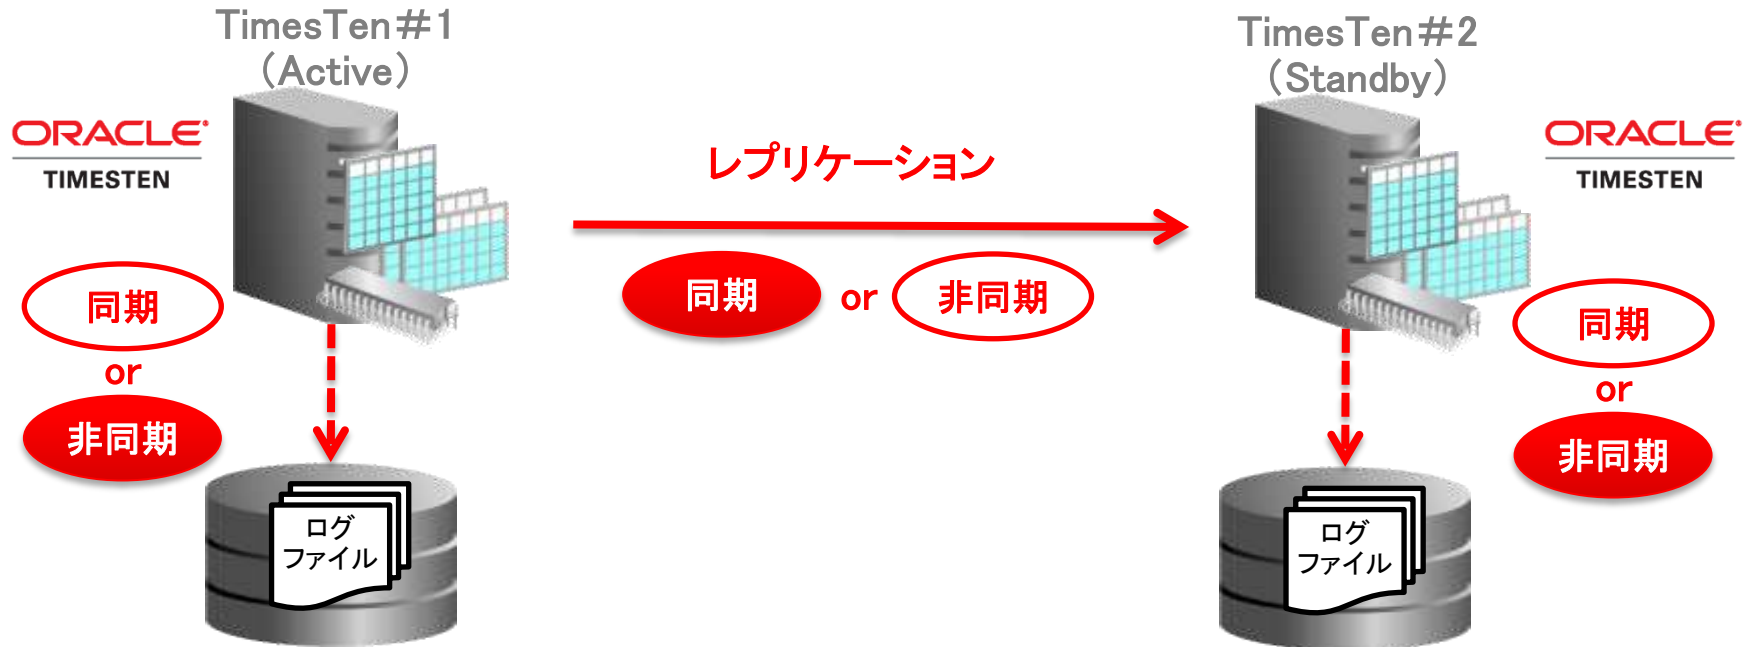 TimesTen#1
（Active）
ORACLE
TIMESTEN
同期
or
非同期
ログ
ファイル
レプリケーション
同期 or 非同期
TimesTen#2
（Standby）
ORACLE
TIMESTEN
同期
or
非同期
ログ
ファイル